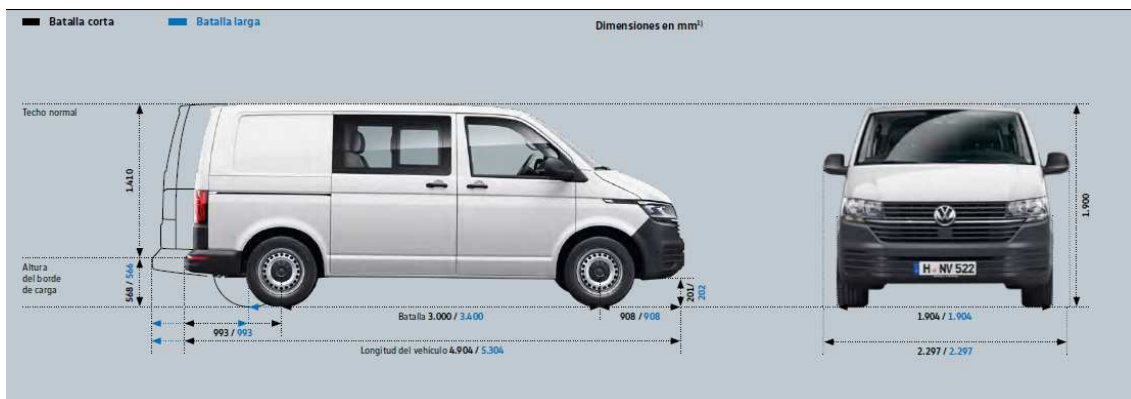 Batalla corta
Batalla larga
Dimensiones en mm¹⁾
Techo normal
1.410
1.900
Altura
del borde
de carga
568 / 566
201/
202
H NV 522
Batalla 3.000 / 3.400
908 / 908
1.904 / 1.904
993 / 993
Longitud del vehículo 4.904 / 5.304
2.297 / 2.297